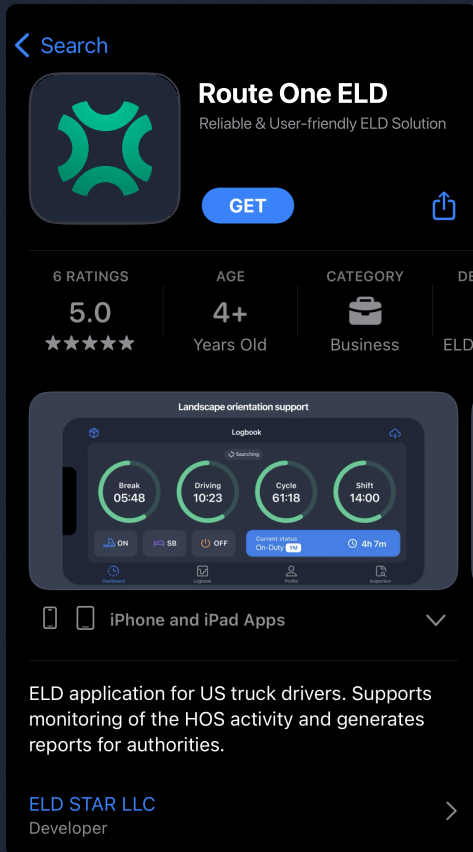 Search
Route One ELD
Reliable & User-friendly ELD Solution
GET
6 RATINGS
5.0
AGE
4+
Years Old
CATEGORY
Business
DE
ELD
Landscape orientation support
Logbook
Searching
Break
05:48
Driving
10:23
Cycle
61:18
Shift
14:00
ON
SB
OFF
Current status
On-Duty YM
4h 7m
Dashboard
Logbook
Profile
Inspection
iPhone and iPad Apps
ELD application for US truck drivers. Supports
monitoring of the HOS activity and generates
reports for authorities.
ELD STAR LLC
Developer